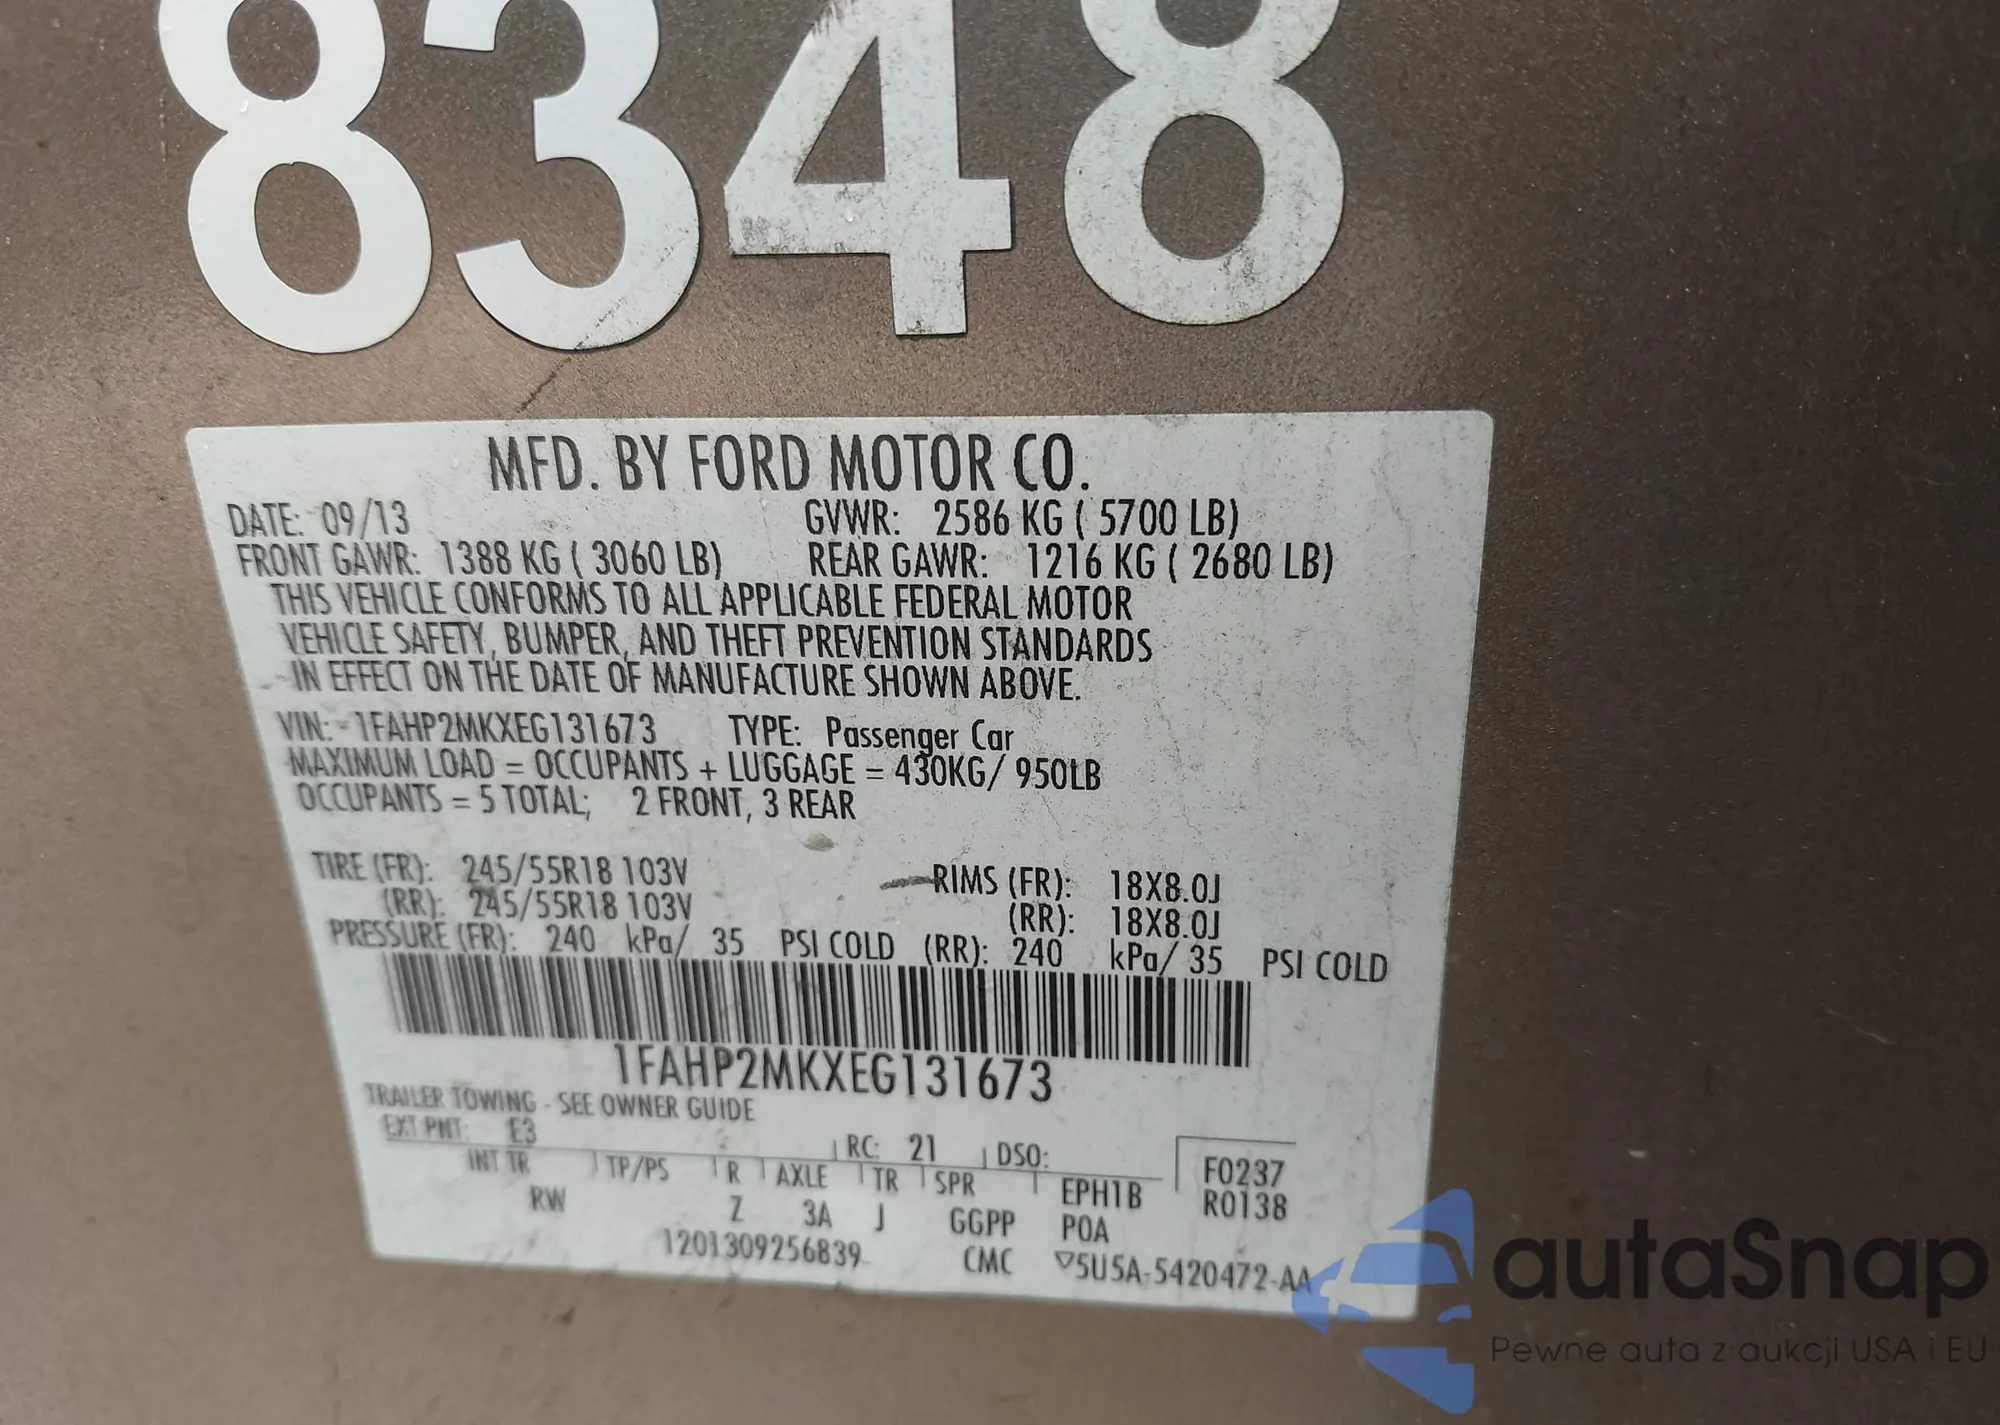 8348
MFD. BY FORD MOTOR CO.
DATE: 09/13 GVWR: 2586 KG ( 5700 LB)
FRONT GAWR: 1388 KG ( 3060 LB) REAR GAWR: 1216 KG ( 2680 LB)
THIS VEHICLE CONFORMS TO ALL APPLICABLE FEDERAL MOTOR
VEHICLE SAFETY, BUMPER, AND THEFT PREVENTION STANDARDS
IN EFFECT ON THE DATE OF MANUFACTURE SHOWN ABOVE.
VIN: 1FAHP2MKXEG131673 TYPE: Passenger Car
MAXIMUM LOAD = OCCUPANTS + LUGGAGE = 430KG/ 950LB
OCCUPANTS = 5 TOTAL; 2 FRONT, 3 REAR
TIRE (FR): 245/55R18 103V RIMS (FR): 18X8.0J
(RR): 245/55R18 103V (RR): 18X8.0J
PRESSURE (FR): 240 kPa/ 35 PSI COLD (RR): 240 kPa/ 35 PSI COLD
1FAHP2MKXEG131673
TRAILER TOWING - SEE OWNER GUIDE
EXT PNT: E3 RC: 21 DSO: F0237
INT TR TP/PS R AXLE TR SPR EPH1B R0138
RW Z 3A J GGPP POA
1201309256839 CMC ▽5U5A-5420472-AA
autaSnap
Pewne auta z aukcji USA i EU